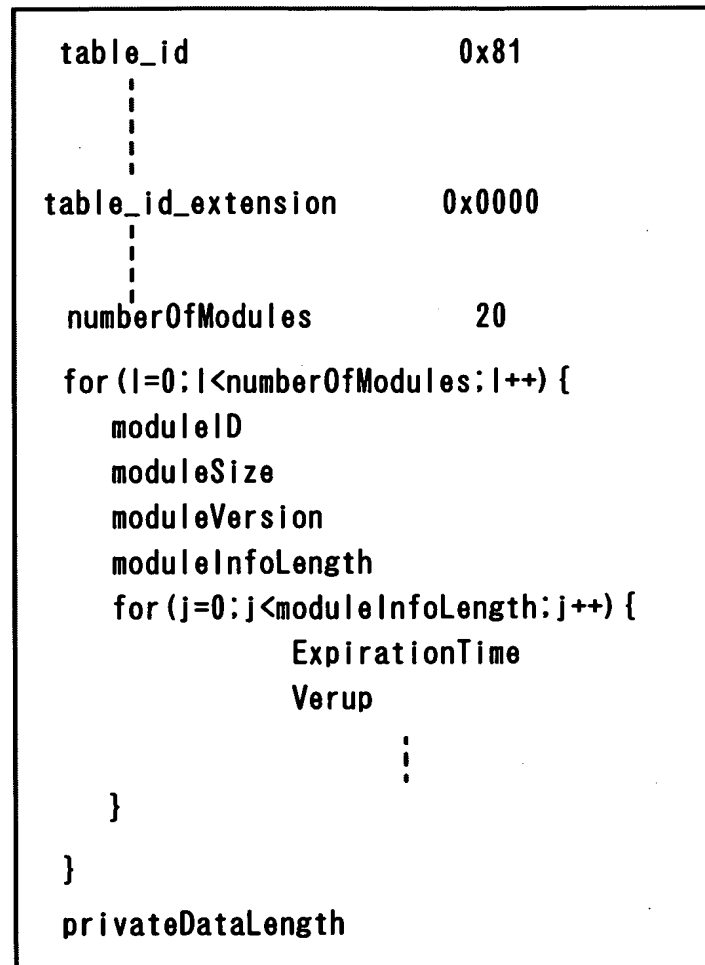 table_id 0x81
table_id_extension 0x0000
numberOfModules 20
for(I=0;I<numberOfModules;I++){
moduleID
moduleSize
moduleVersion
moduleInfoLength
for(j=0;j<moduleInfoLength;j++){
ExpirationTime
Verup
}
}
privateDataLength